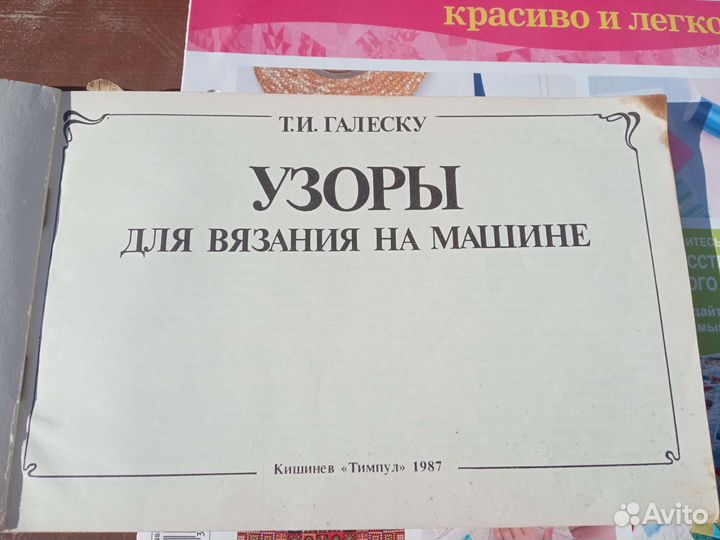 красиво и легко
Т.И. ГАЛЕСКУ
УЗОРЫ
ДЛЯ ВЯЗАНИЯ НА МАШИНЕ
Кишинев «Тимпул» 1987
Avito